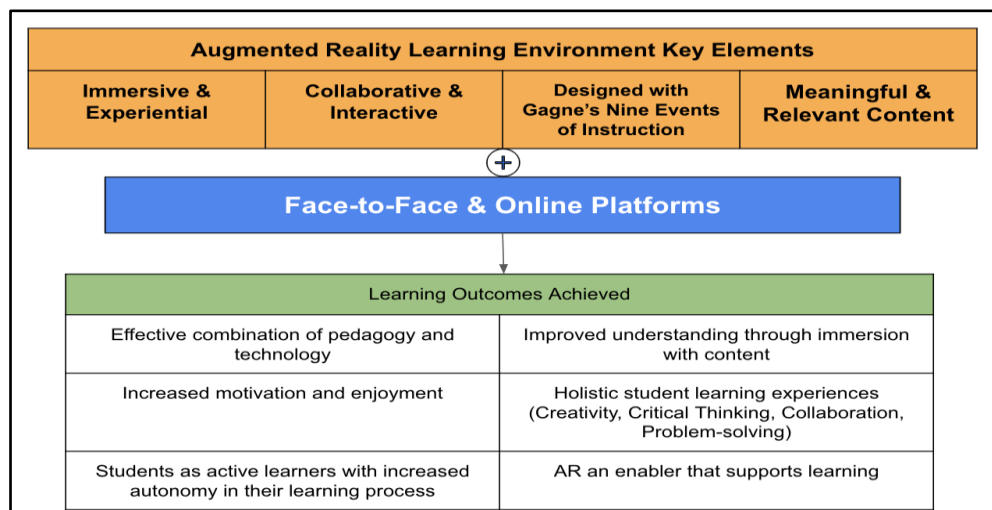 Augmented Reality Learning Environment Key Elements
Immersive &
Experiential
Collaborative &
Interactive
Designed with
Gagne's Nine Events
of Instruction
Meaningful &
Relevant Content
+
Face-to-Face & Online Platforms
Learning Outcomes Achieved
Effective combination of pedagogy and
technology
Improved understanding through immersion
with content
Increased motivation and enjoyment
Holistic student learning experiences
(Creativity, Critical Thinking, Collaboration,
Problem-solving)
Students as active learners with increased
autonomy in their learning process
AR an enabler that supports learning